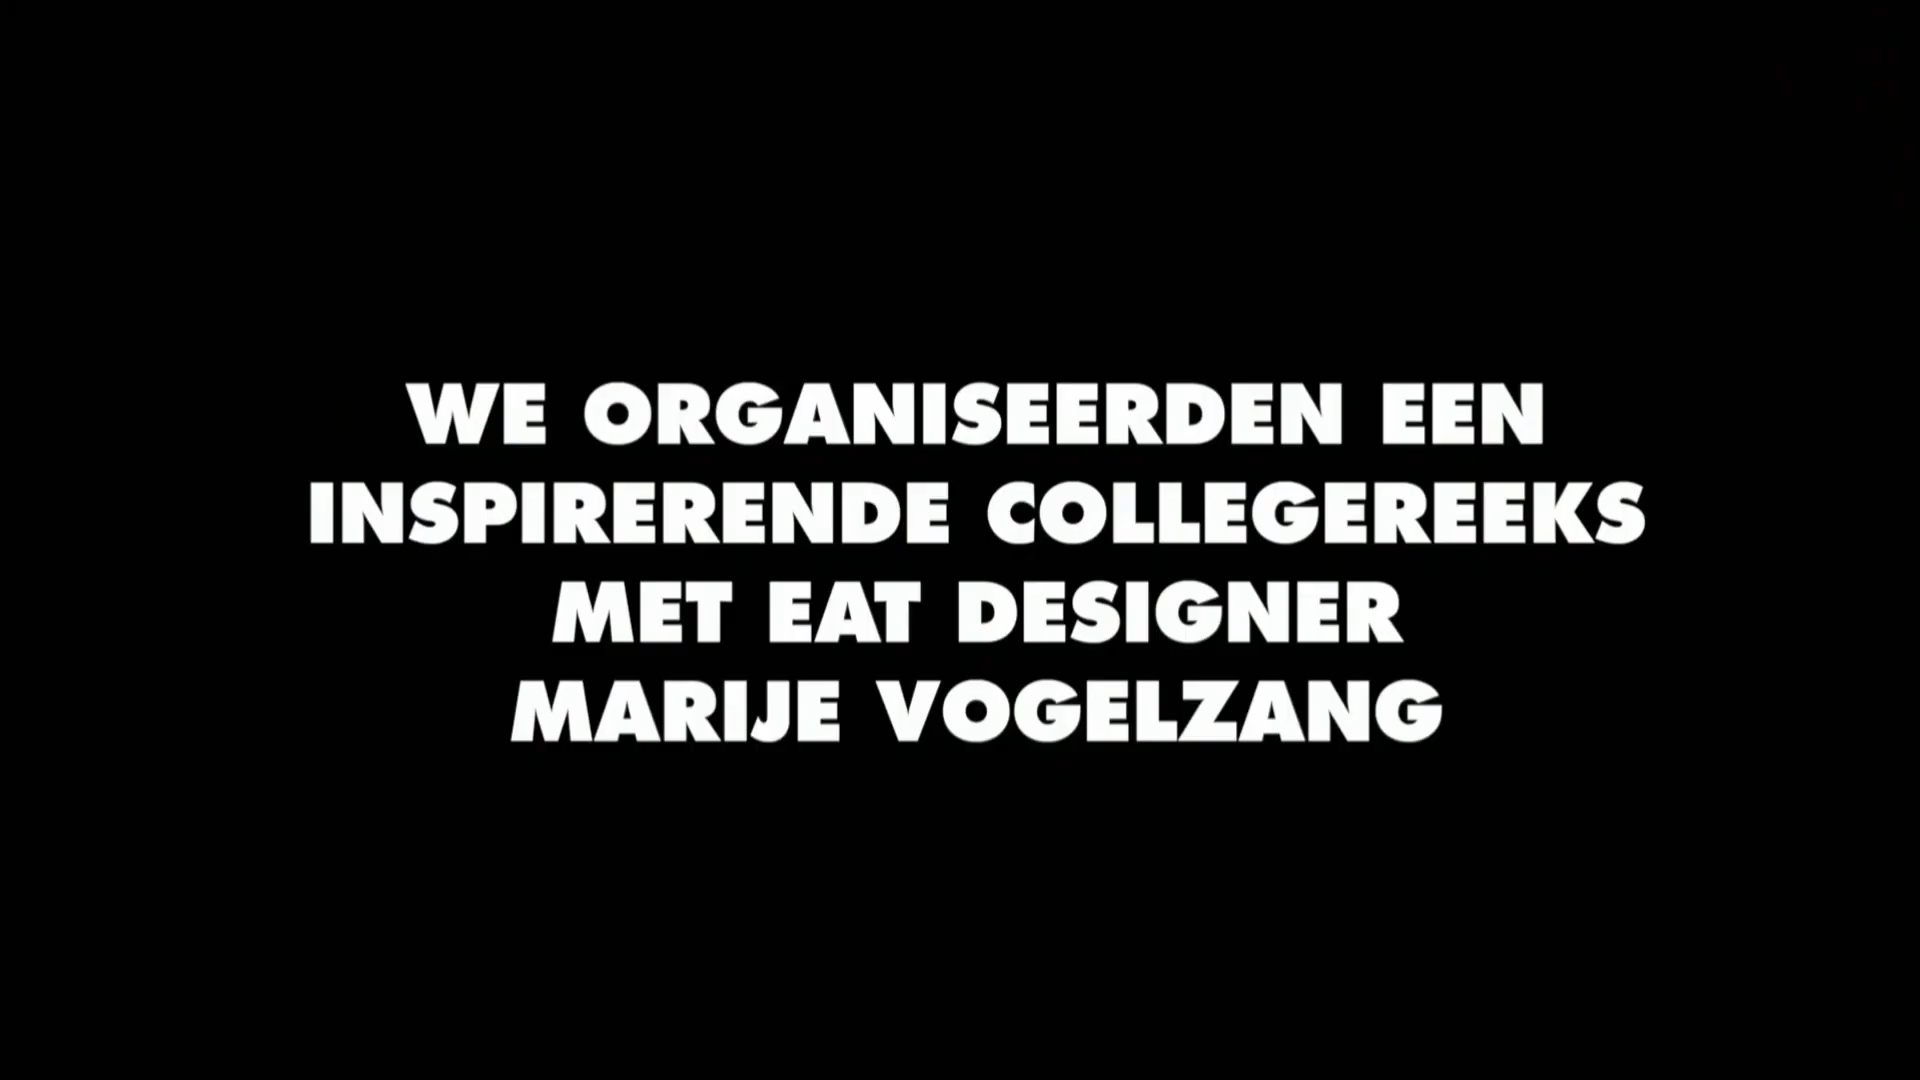 WE ORGANISEERDEN EEN
INSPIRERENDE COLLEGEREEKS
MET EAT DESIGNER
MARIJE VOGELZANG